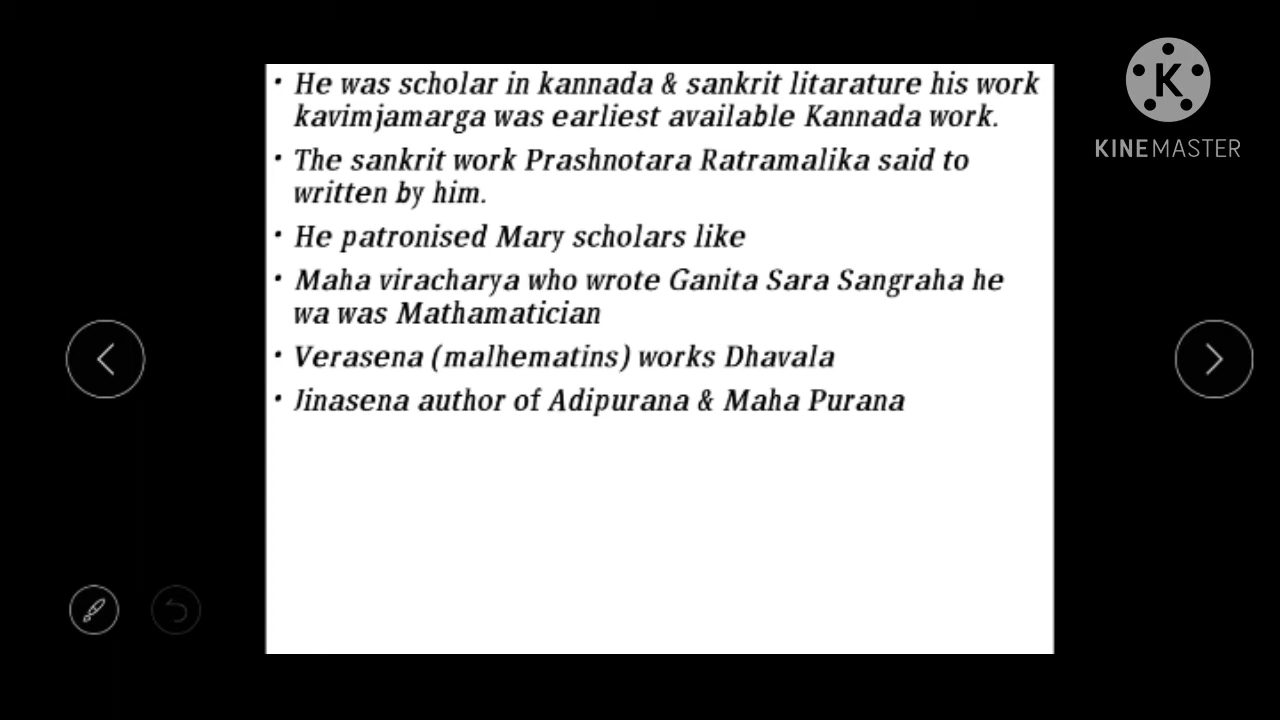 • He was scholar in kannada & sankrit litarature his work
kavimjamarga was earliest available Kannada work.
• The sankrit work Prashnotara Ratramalika said to
written by him.
• He patronised Mary scholars like
• Maha viracharya who wrote Ganita Sara Sangraha he
wa was Mathamatician
• Verasena (malhematins) works Dhavala
• Jinasena author of Adipurana & Maha Purana
K
KINEMASTER